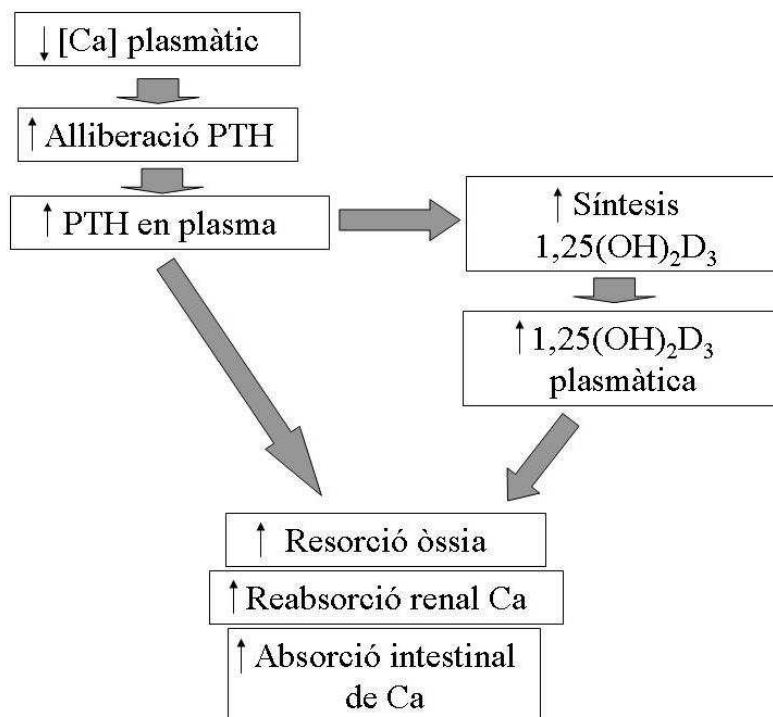 ↓ [Ca] plasmàtic
↑ Alliberació PTH
↑ PTH en plasma
↑ Síntesis
1,25(OH)₂D₃
↑ 1,25(OH)₂D₃
plasmàtica
↑ Resorció òssia
↑ Reabsorció renal Ca
↑ Absorció intestinal
de Ca